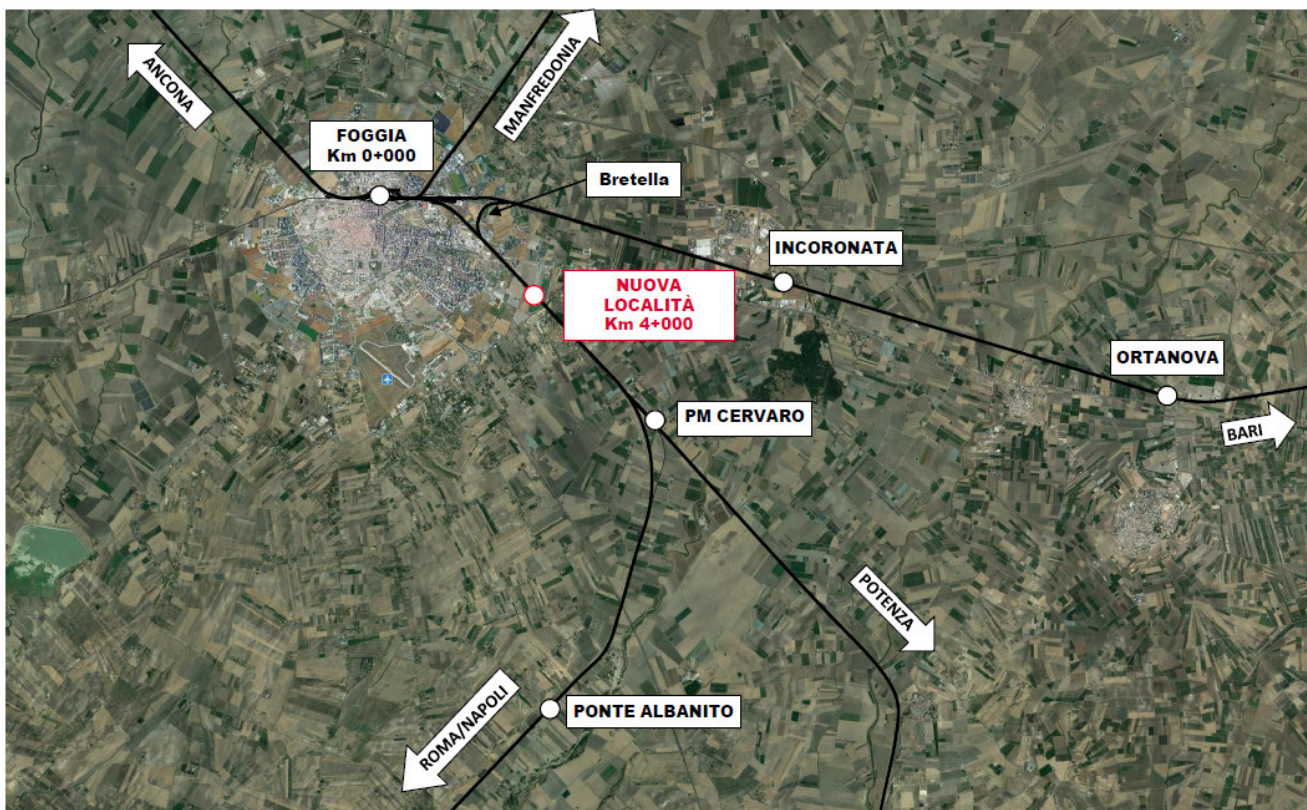 ANCONA
MANFREDONIA
FOGGIA
Km 0+000
Bretella
INCORONATA
NUOVA
LOCALITÀ
Km 4+000
ORTANOVA
PM CERVARO
BARI
POTENZA
ROMA/NAPOLI
PONTE ALBANITO